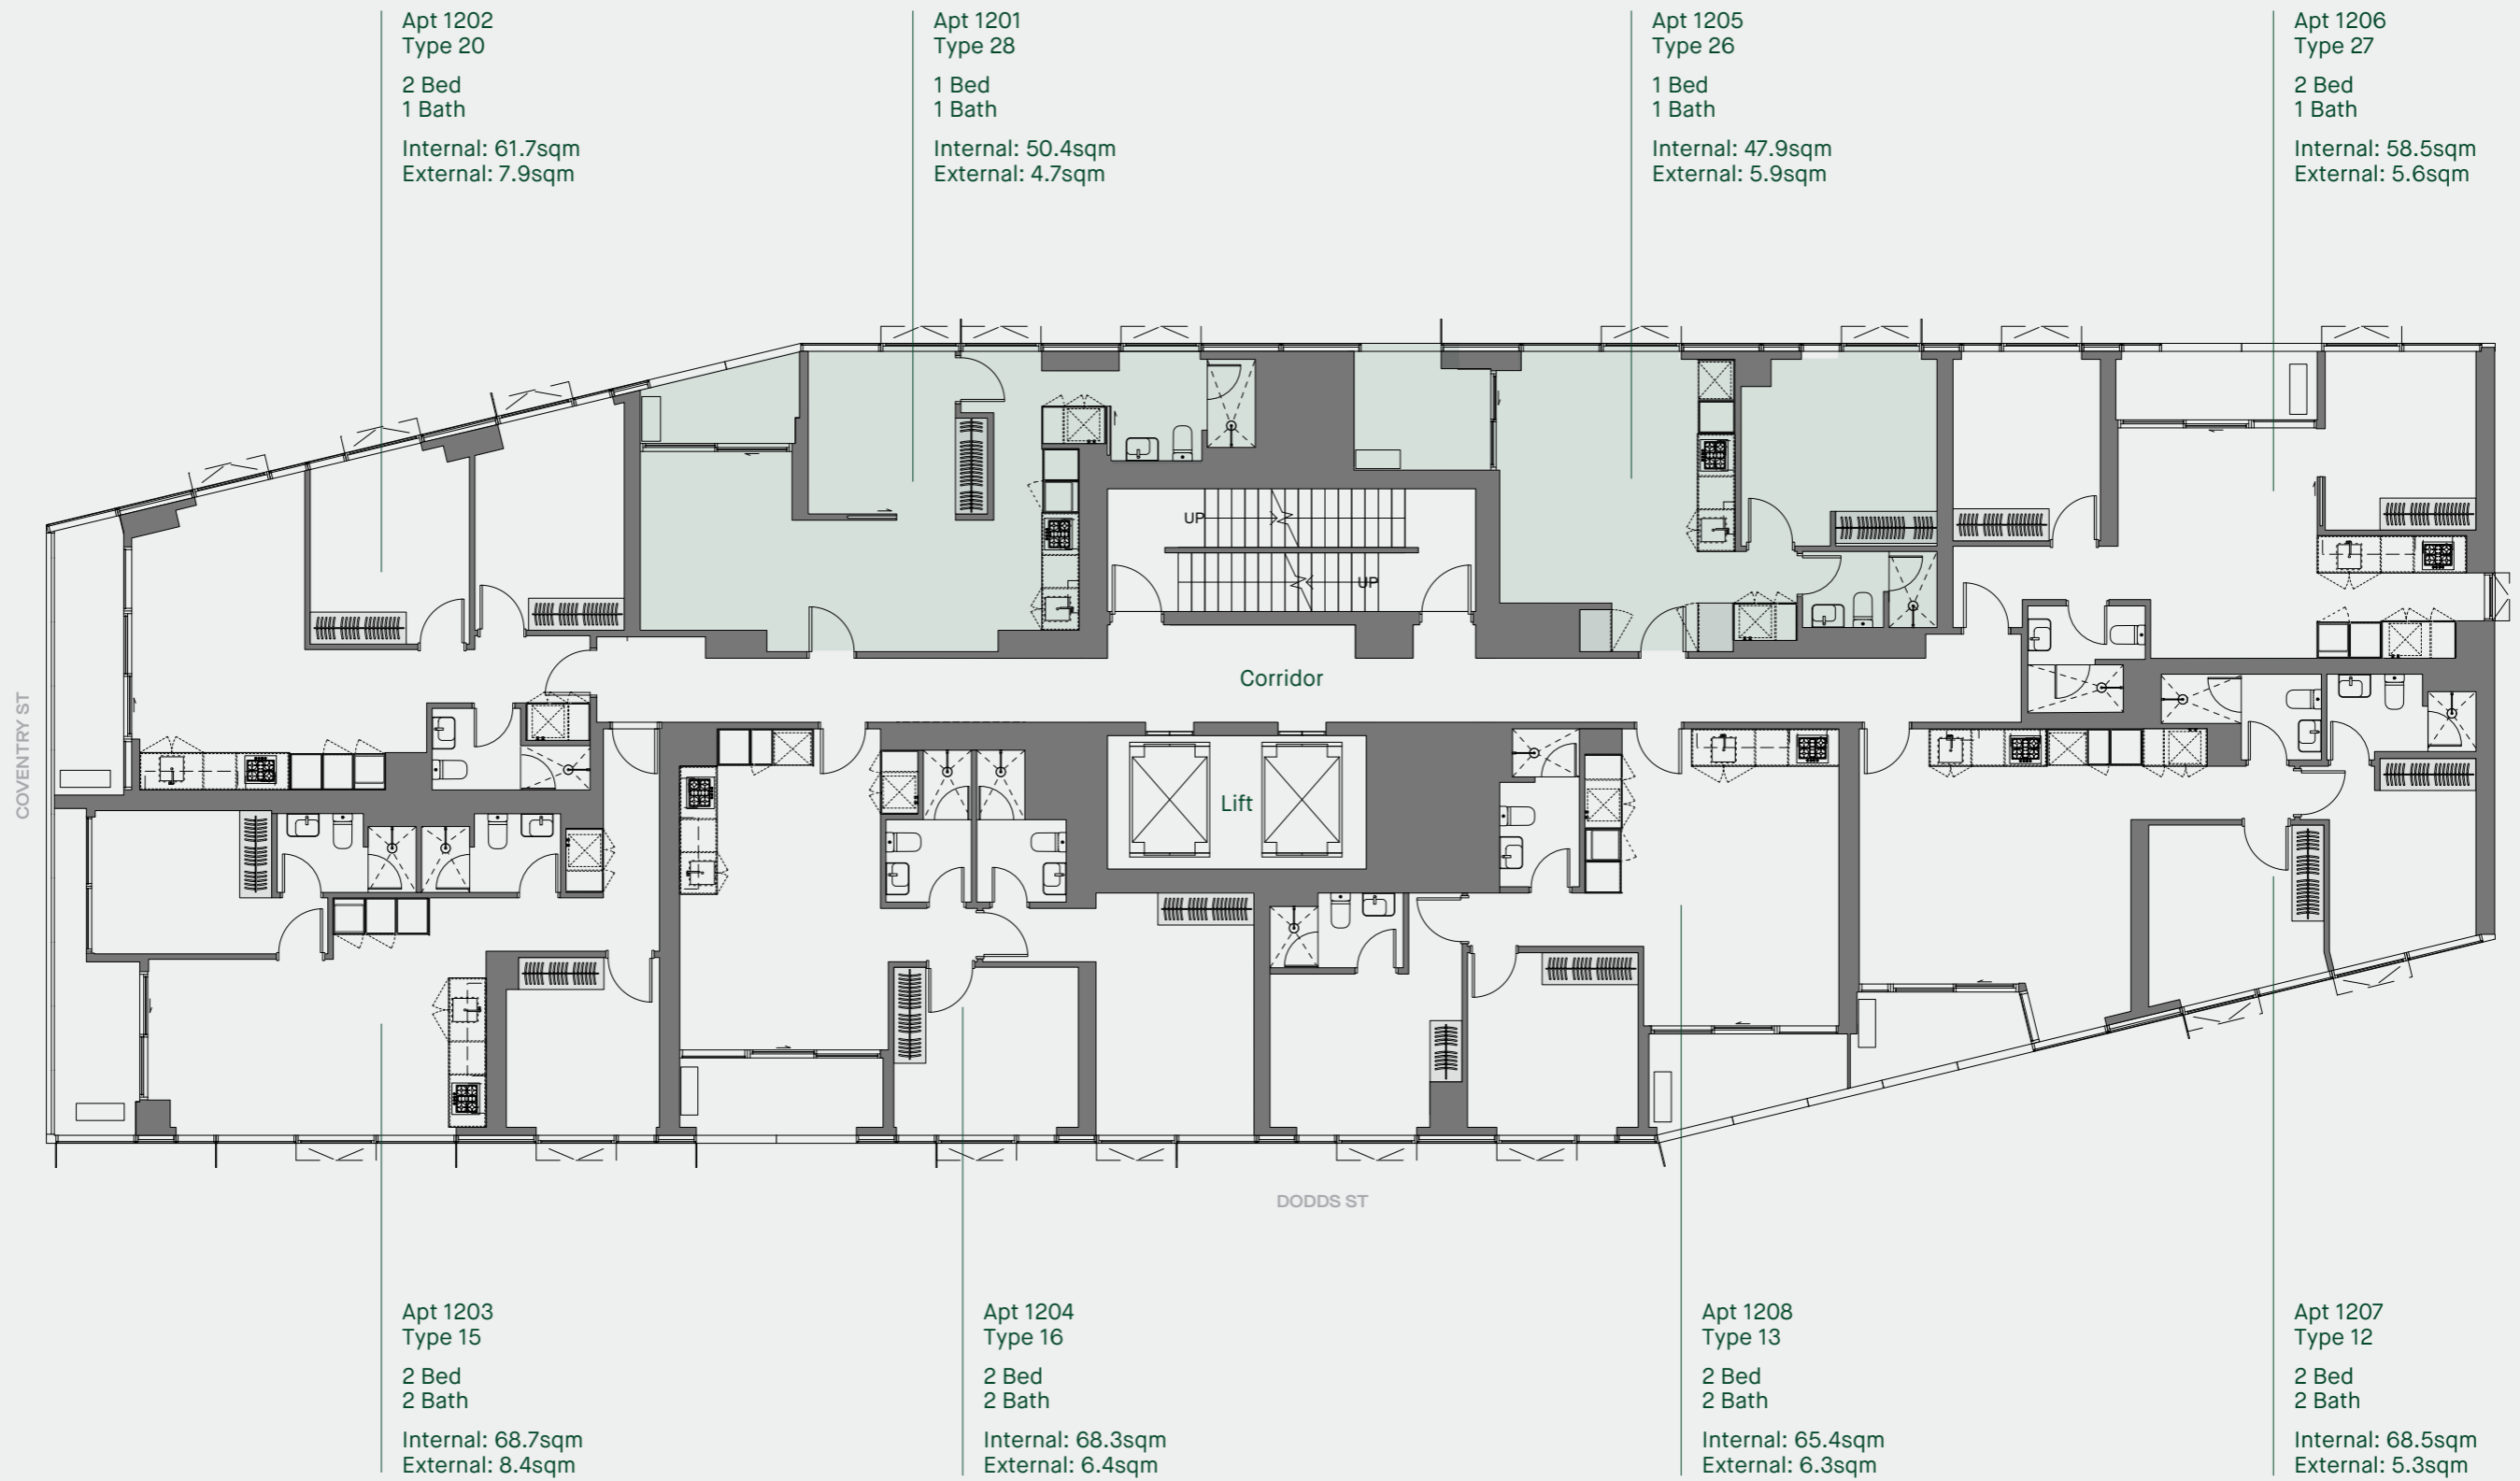 Apt 1202
Type 20
2 Bed
1 Bath
Internal: 61.7sqm
External: 7.9sqm
Apt 1201
Type 28
1 Bed
1 Bath
Internal: 50.4sqm
External: 4.7sqm
Apt 1205
Type 26
1 Bed
1 Bath
Internal: 47.9sqm
External: 5.9sqm
Apt 1206
Type 27
2 Bed
1 Bath
Internal: 58.5sqm
External: 5.6sqm
UP
UP
Corridor
COVENTRY ST
Lift
DODDS ST
Apt 1203
Type 15
2 Bed
2 Bath
Internal: 68.7sqm
External: 8.4sqm
Apt 1204
Type 16
2 Bed
2 Bath
Internal: 68.3sqm
External: 6.4sqm
Apt 1208
Type 13
2 Bed
2 Bath
Internal: 65.4sqm
External: 6.3sqm
Apt 1207
Type 12
2 Bed
2 Bath
Internal: 68.5sqm
External: 5.3sqm